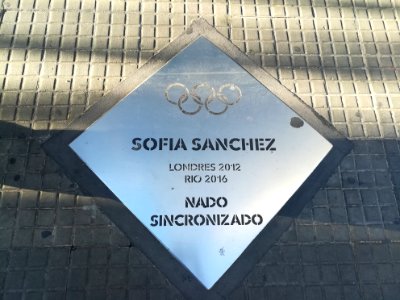 SOFIA SANCHEZ
LONDRES 2012
RIO 2016
NADO
SINCRONIZADO